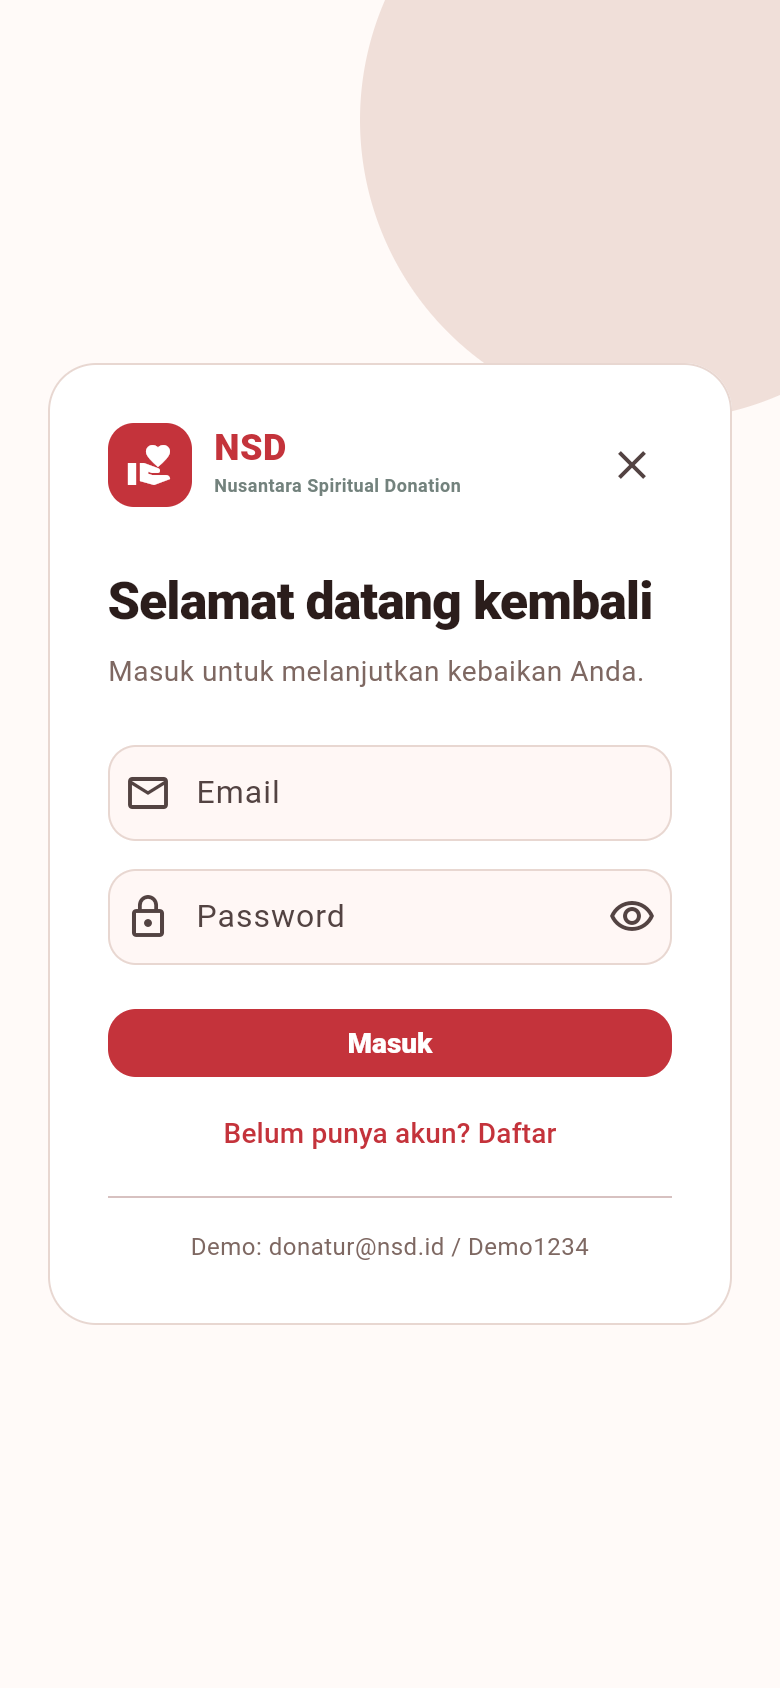 NSD
Nusantara Spiritual Donation
Selamat datang kembali
Masuk untuk melanjutkan kebaikan Anda.
Email
Password
Masuk
Belum punya akun? Daftar
Demo: donatur@nsd.id / Demo1234